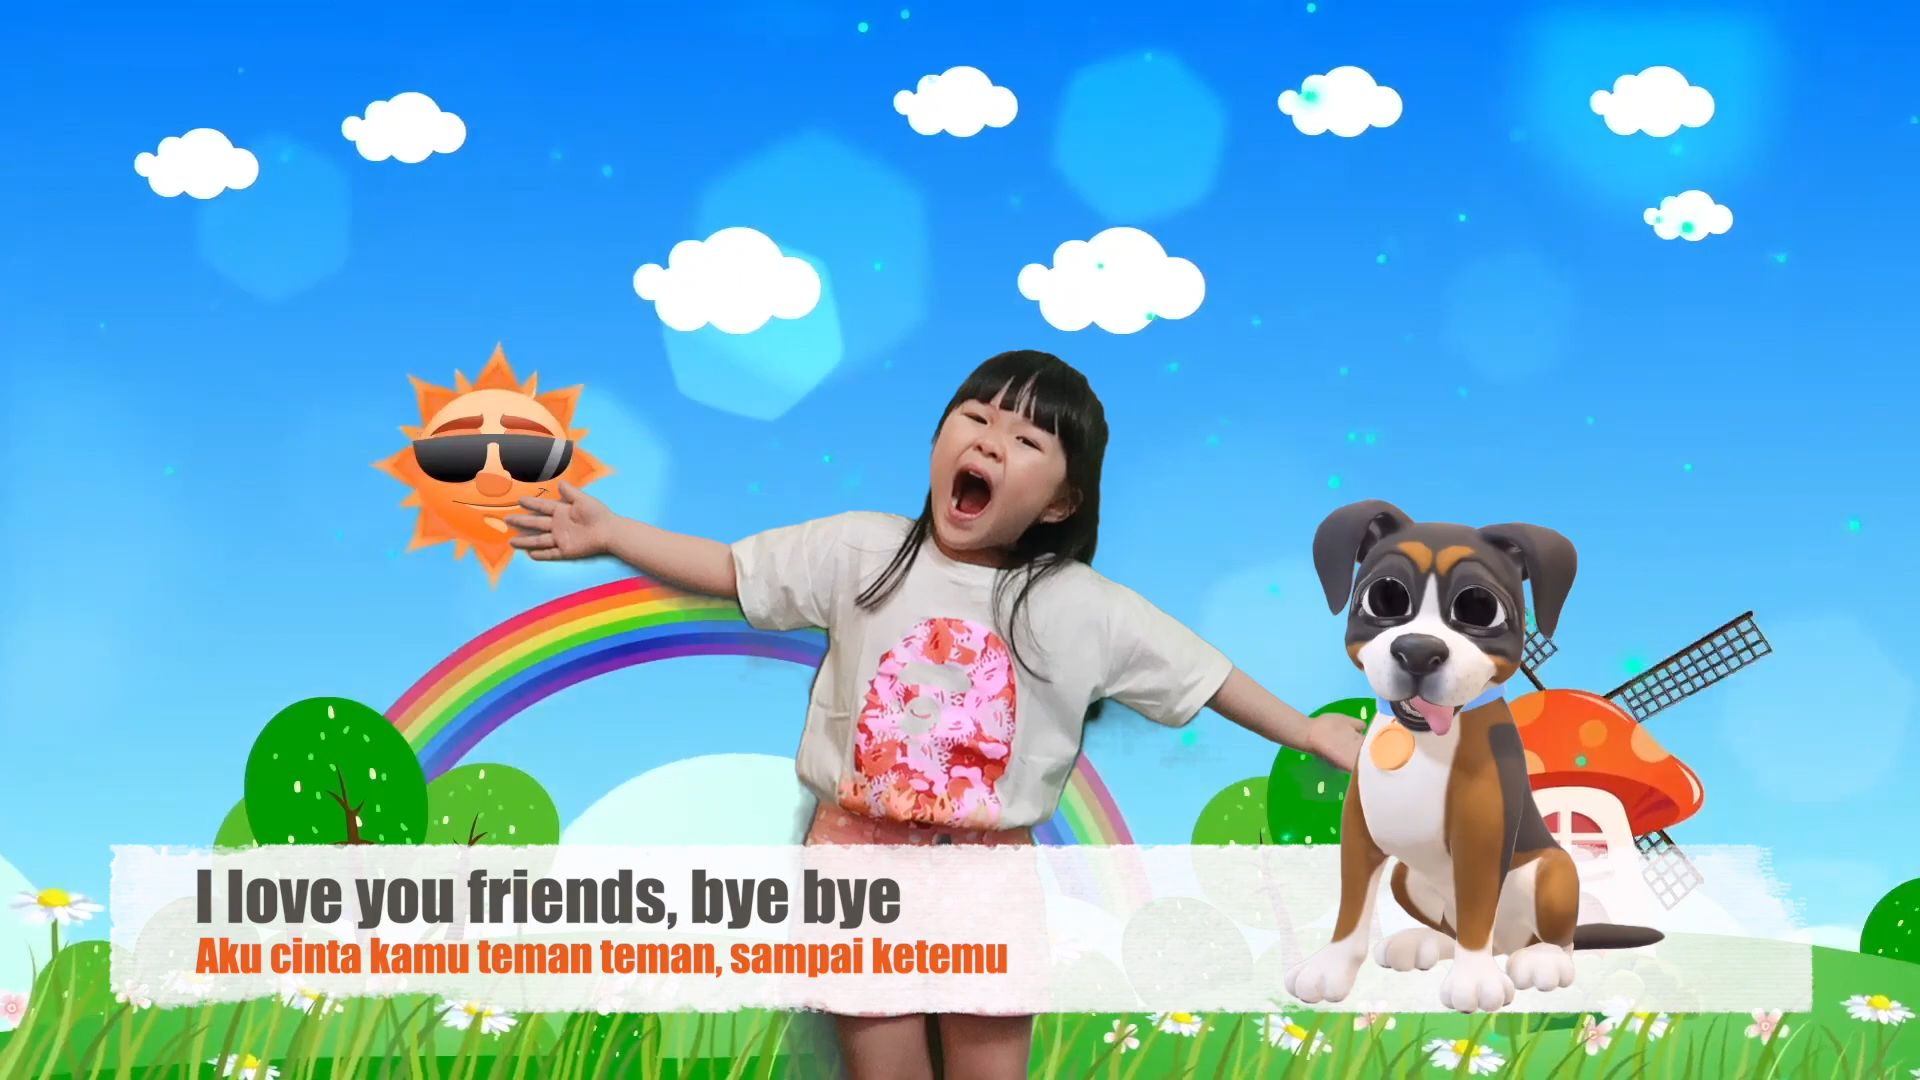 I love you friends, bye bye
Aku cinta kamu teman teman, sampai ketemu